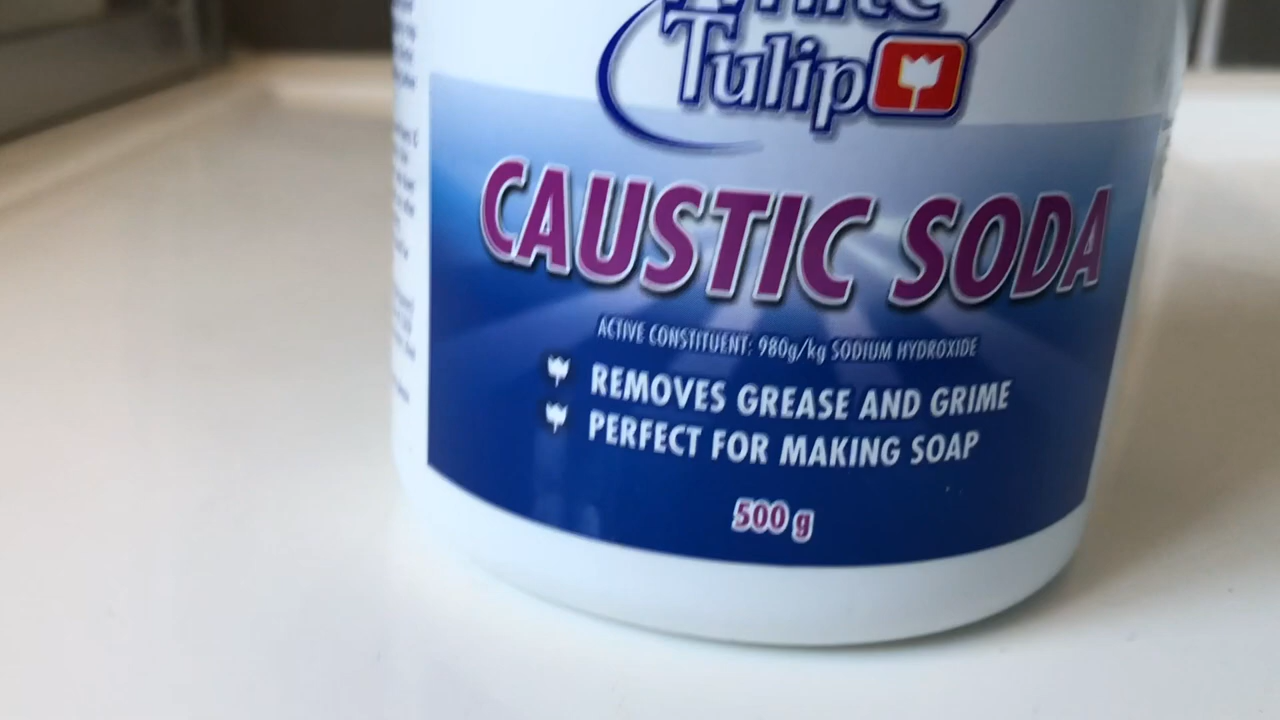 Tulip
CAUSTIC SODA
ACTIVE CONSTITUENT: 980g/kg SODIUM HYDROXIDE
REMOVES GREASE AND GRIME
PERFECT FOR MAKING SOAP
500 g